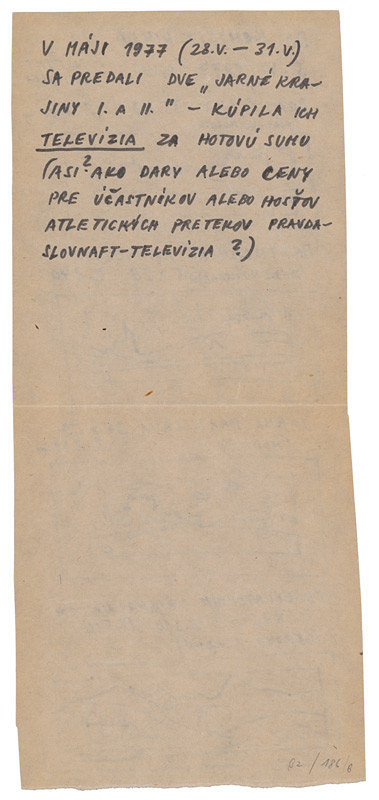 V MÁJI 1977 (28.V. – 31.V.)
SA PREDALI DVE „JARNÉ KRA-
JINY I. A II." – KÚPILA ICH
TELEVÍZIA ZA HOTOVÚ SUMU
(ASI? AKO DARY ALEBO CENY
PRE ÚČASTNÍKOV ALEBO HOSŤOV
ATLETICKÝCH PRETEKOV PRAVDA-
SLOVNAFT-TELEVÍZIA ?)